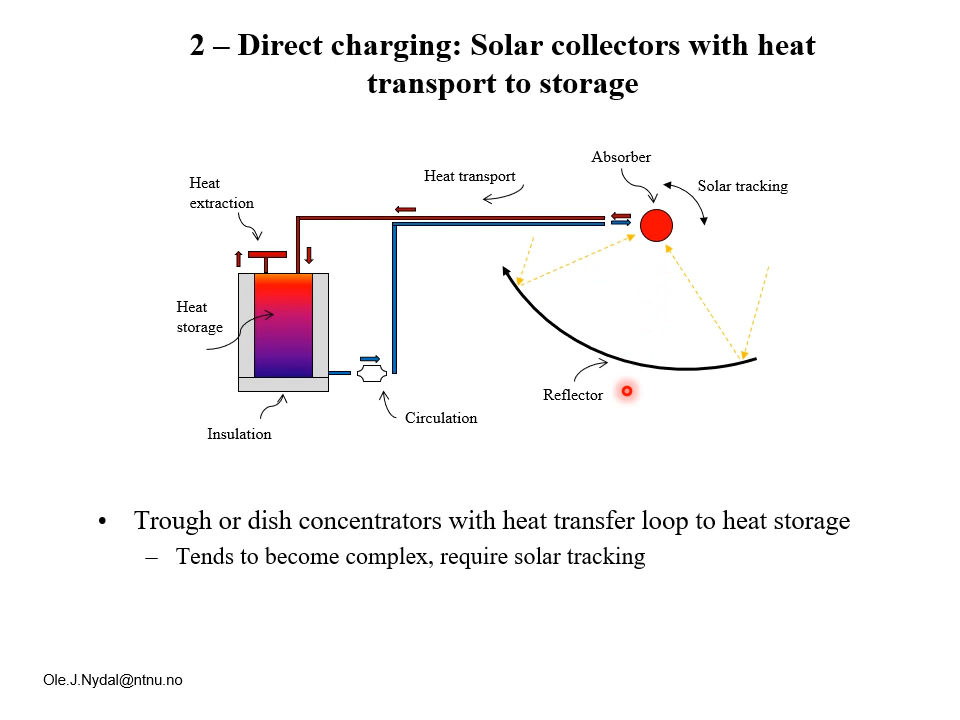 2 – Direct charging: Solar collectors with heat
transport to storage
Absorber
Heat transport
Solar tracking
Heat
extraction
Heat
storage
Reflector
Circulation
Insulation
• Trough or dish concentrators with heat transfer loop to heat storage
– Tends to become complex, require solar tracking
Ole.J.Nydal@ntnu.no